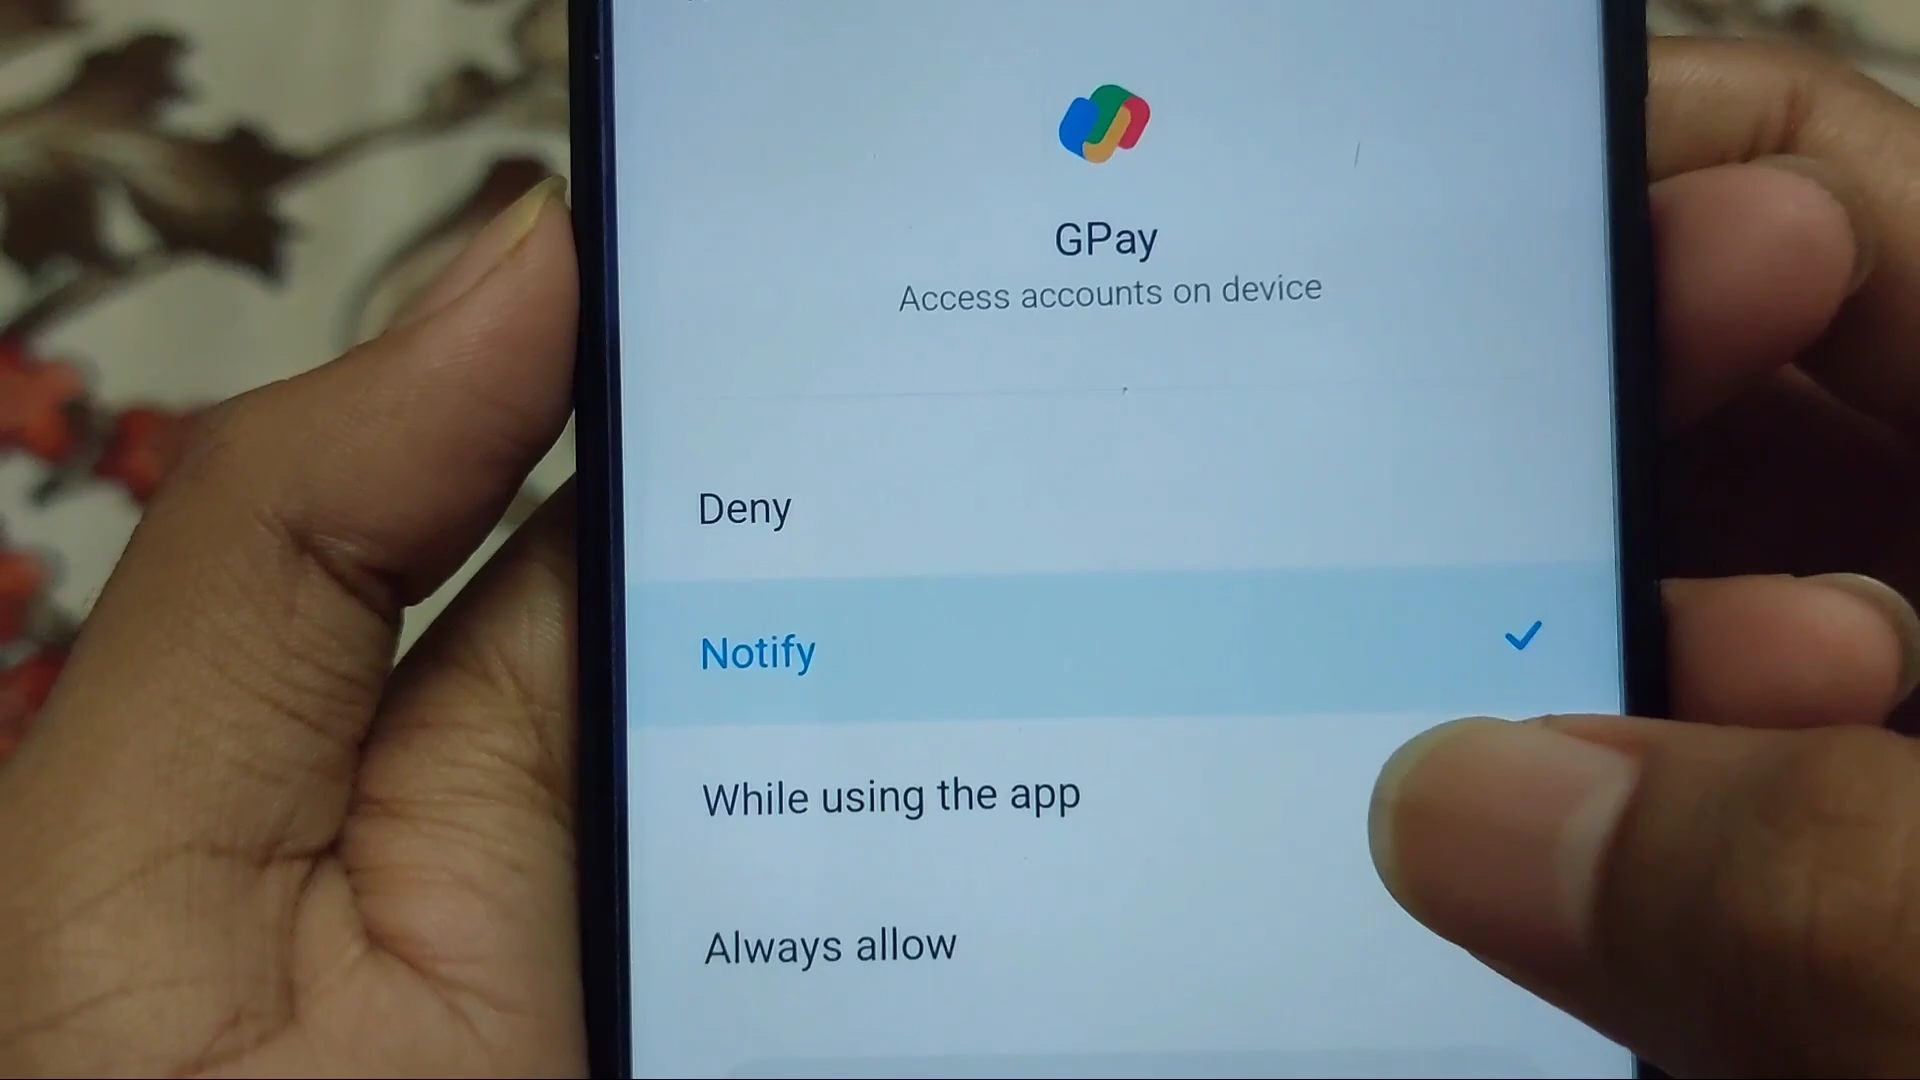 GPay
Access accounts on device
Deny
Notify
While using the app
Always allow